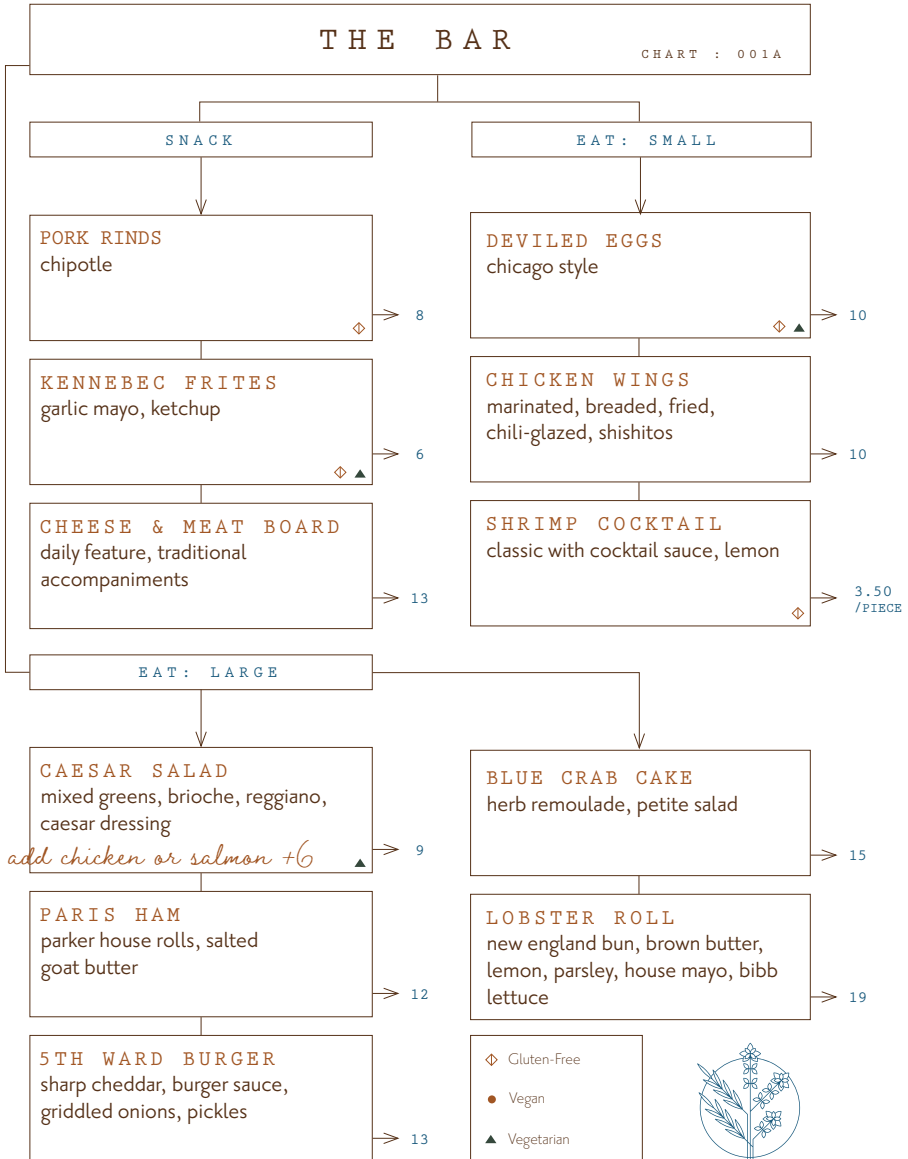 THE BAR
CHART : 001A
SNACK
PORK RINDS
chipotle
8
KENNEBEC FRITES
garlic mayo, ketchup
6
CHEESE & MEAT BOARD
daily feature, traditional
accompaniments
13
EAT: SMALL
DEVILED EGGS
chicago style
10
CHICKEN WINGS
marinated, breaded, fried,
chili-glazed, shishitos
10
SHRIMP COCKTAIL
classic with cocktail sauce, lemon
3.50
/PIECE
EAT: LARGE
CAESAR SALAD
mixed greens, brioche, reggiano,
caesar dressing
add chicken or salmon +6
9
PARIS HAM
parker house rolls, salted
goat butter
12
5TH WARD BURGER
sharp cheddar, burger sauce,
griddled onions, pickles
13
BLUE CRAB CAKE
herb remoulade, petite salad
15
LOBSTER ROLL
new england bun, brown butter,
lemon, parsley, house mayo, bibb
lettuce
19
Gluten-Free
Vegan
Vegetarian